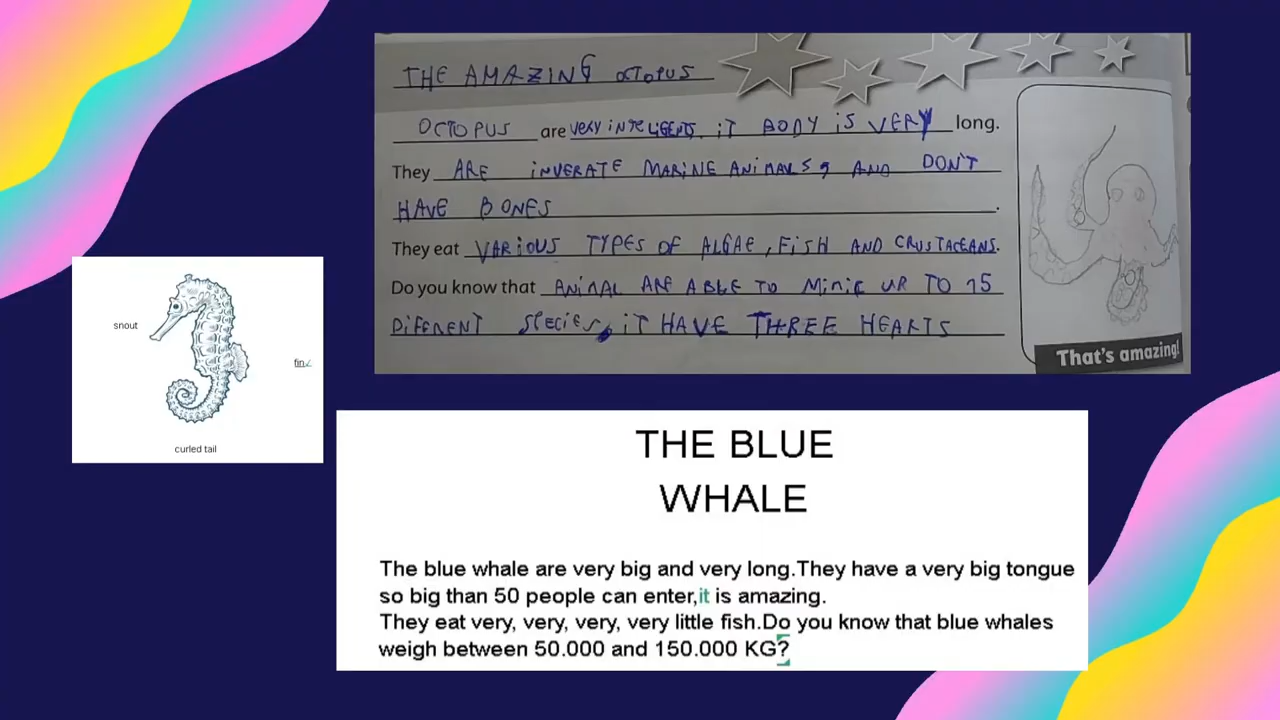 THE AMAZING OCTOPUS
OCTOPUS are VERY INTELIGENTS. iT BODY iS VERY long.
They ARE INVERATE MARINE ANIMALS, AND DON'T
HAVE BONES.
They eat VARIOUS TYPES OF ALGAE, FISH AND CRUSTACEANS.
Do you know that ANIMAL ARE ABLE TO MiMiC UP TO 15
DIFERENT SPECIES, iT HAVE THREE HEARTS
That's amazing!
snout
fin
curled tail
THE BLUE
WHALE
The blue whale are very big and very long.They have a very big tongue
so big than 50 people can enter,it is amazing.
They eat very, very, very, very little fish.Do you know that blue whales
weigh between 50.000 and 150.000 KG?